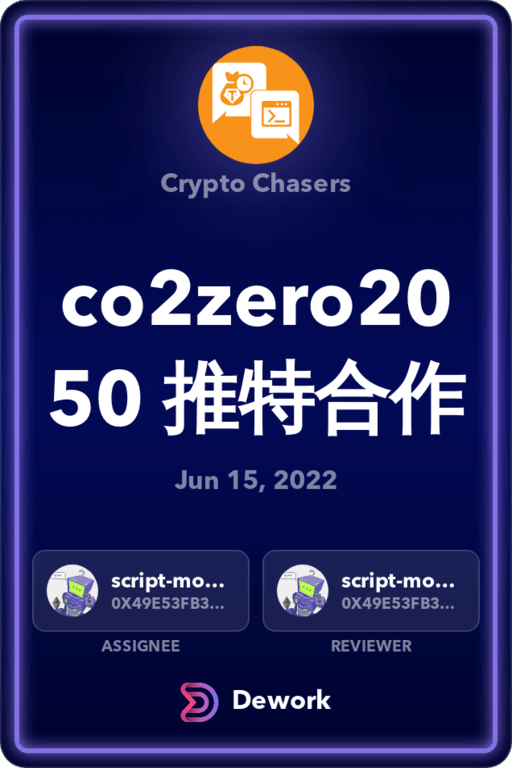 Crypto Chasers
co2zero20
50 推特合作
Jun 15, 2022
script-mo... script-mo...
0X49E53FB3... 0X49E53FB3...
ASSIGNEE REVIEWER
Dework